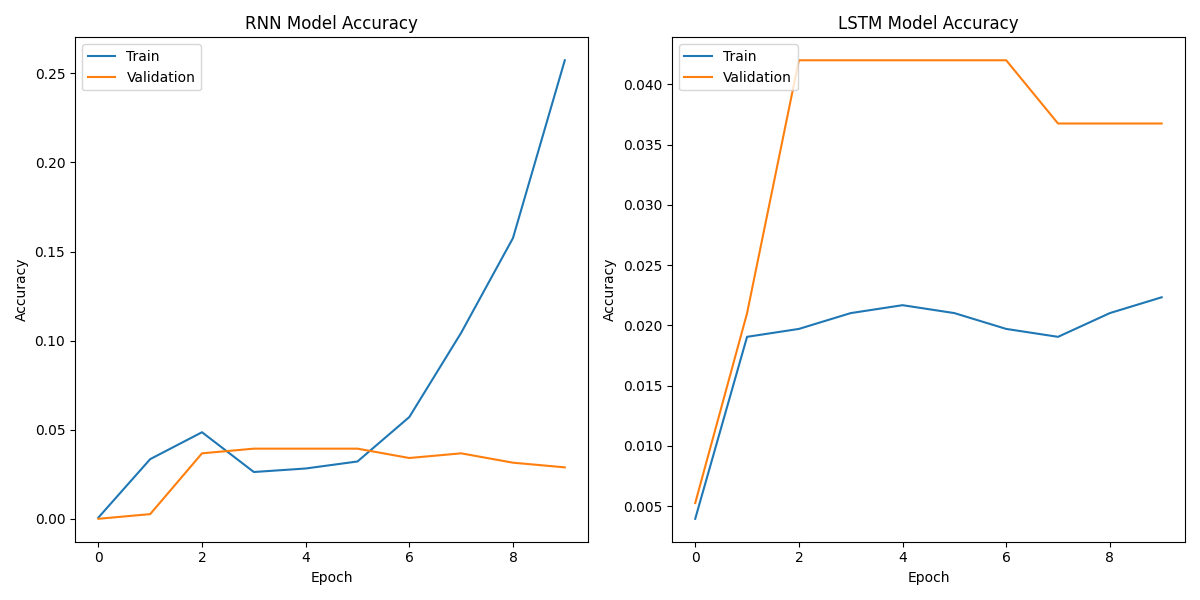 RNN Model Accuracy
Train
Validation
0.25
0.20
0.15
0.10
0.05
0.00
Accuracy
0 2 4 6 8
Epoch
LSTM Model Accuracy
Train
Validation
0.040
0.035
0.030
0.025
0.020
0.015
0.010
0.005
Accuracy
0 2 4 6 8
Epoch